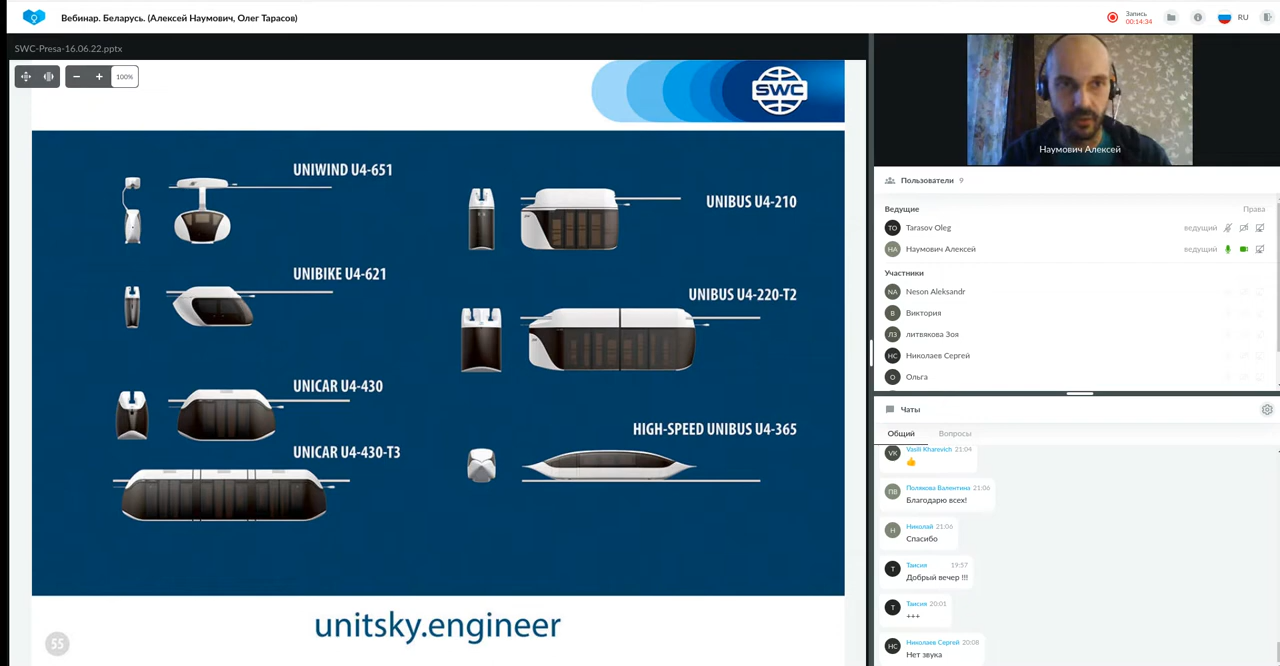 Вебинар. Беларусь. (Алексей Наумович, Олег Тарасов)
Запись
00:14:34
RU
SWC-Presa-16.06.22.pptx
100%
SWC
UNIWIND U4-651
UNIBIKE U4-621
UNICAR U4-430
UNICAR U4-430-T3
UNIBUS U4-210
UNIBUS U4-220-T2
HIGH-SPEED UNIBUS U4-365
unitsky.engineer
55
Наумович Алексей
Пользователи 9
Ведущие Права
TO Tarasov Oleg ведущий
НА Наумович Алексей ведущий
Участники
NA Neson Aleksandr
В Виктория
ЛЗ литвякова Зоя
НС Николаев Сергей
О Ольга
Чаты
Общий Вопросы
VK Vasili Kharevich 21:04
👍
ПВ Полякова Валентина 21:06
Благодарю всех!
Н Николай 21:06
Спасибо
Т Таисия 19:57
Добрый вечер !!!
Т Таисия 20:01
+++
НС Николаев Сергей 20:08
Нет звука